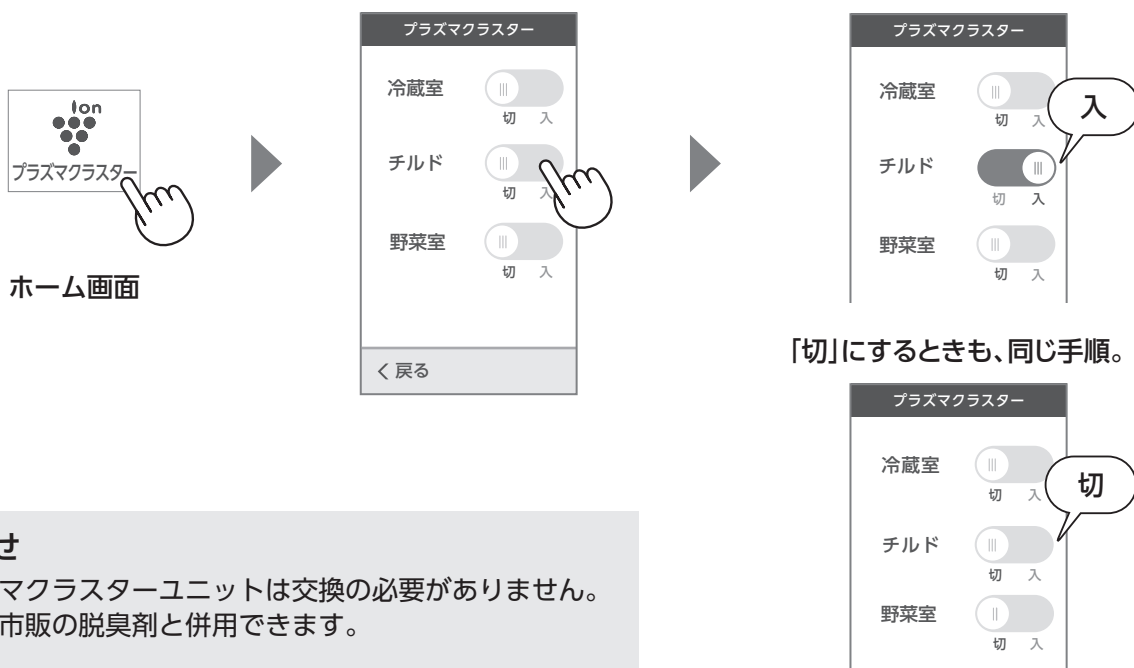 Ion
プラズマクラスター
ホーム画面
プラズマクラスター
冷蔵室
切 入
チルド
切 入
野菜室
切 入
戻る
プラズマクラスター
冷蔵室
切 入
入
チルド
切 入
野菜室
切 入
「切」にするときも、同じ手順。
プラズマクラスター
冷蔵室
切 入
切
チルド
切 入
野菜室
切 入
せ
マクラスターユニットは交換の必要がありません。
市販の脱臭剤と併用できます。